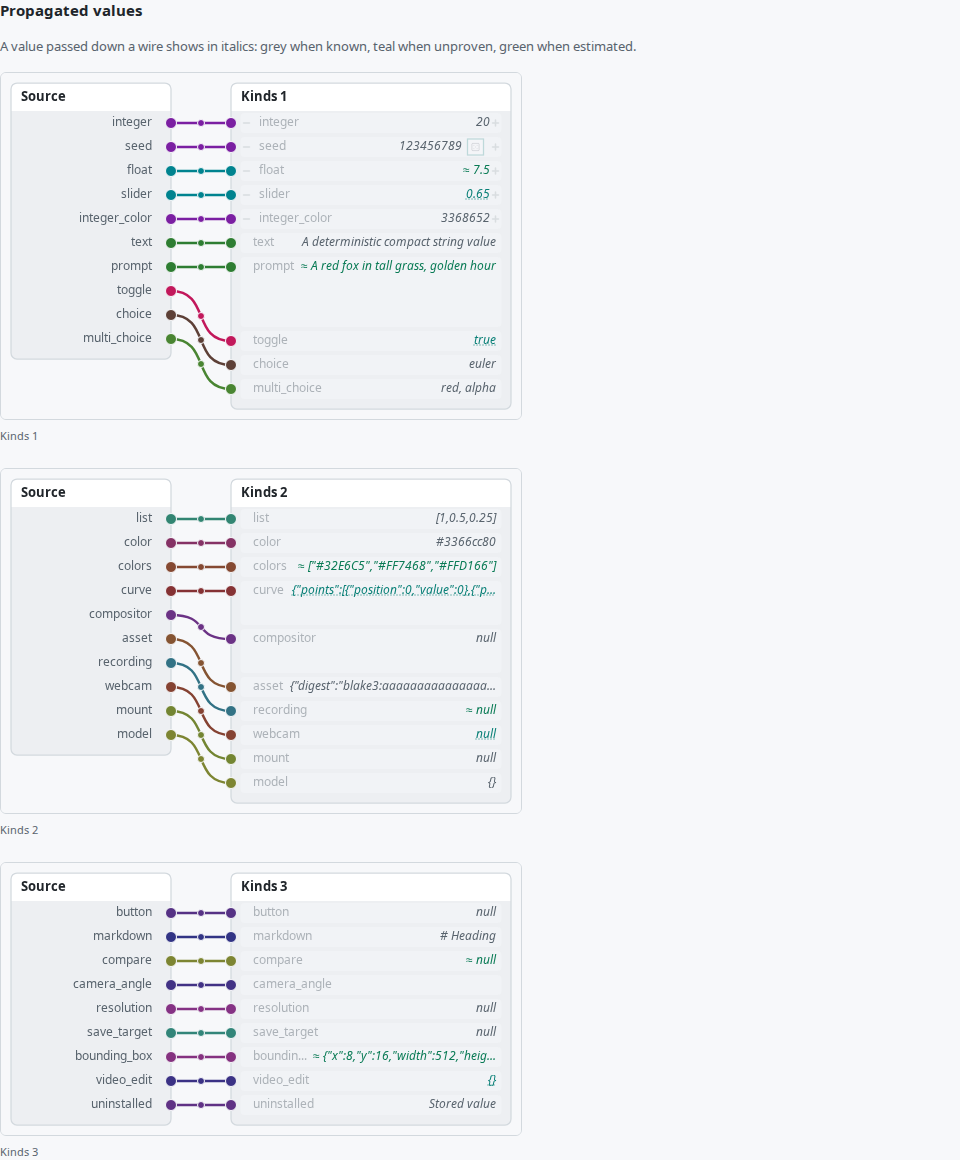 Propagated values
A value passed down a wire shows in italics: grey when known, teal when unproven, green when estimated.
Source
Kinds 1
integer
− integer 20 +
seed
− seed 123456789 +
float
− float ≈ 7.5 +
slider
− slider 0.65 +
integer_color
− integer_color 3368652 +
text
text A deterministic compact string value
prompt
prompt ≈ A red fox in tall grass, golden hour
toggle
choice
multi_choice
toggle true
choice euler
multi_choice red, alpha
Kinds 1
Source
Kinds 2
list
list [1,0.5,0.25]
color
color #3366cc80
colors
colors ≈ ["#32E6C5","#FF7468","#FFD166"]
curve
curve {"points":[{"position":0,"value":0},{"p...
compositor
asset
compositor null
recording
webcam
asset {"digest":"blake3:aaaaaaaaaaaaaaa...
mount
recording ≈ null
model
webcam null
mount null
model {}
Kinds 2
Source
Kinds 3
button
button null
markdown
markdown # Heading
compare
compare ≈ null
camera_angle
camera_angle
resolution
resolution null
save_target
save_target null
bounding_box
boundin... ≈ {"x":8,"y":16,"width":512,"heig...
video_edit
video_edit {}
uninstalled
uninstalled Stored value
Kinds 3